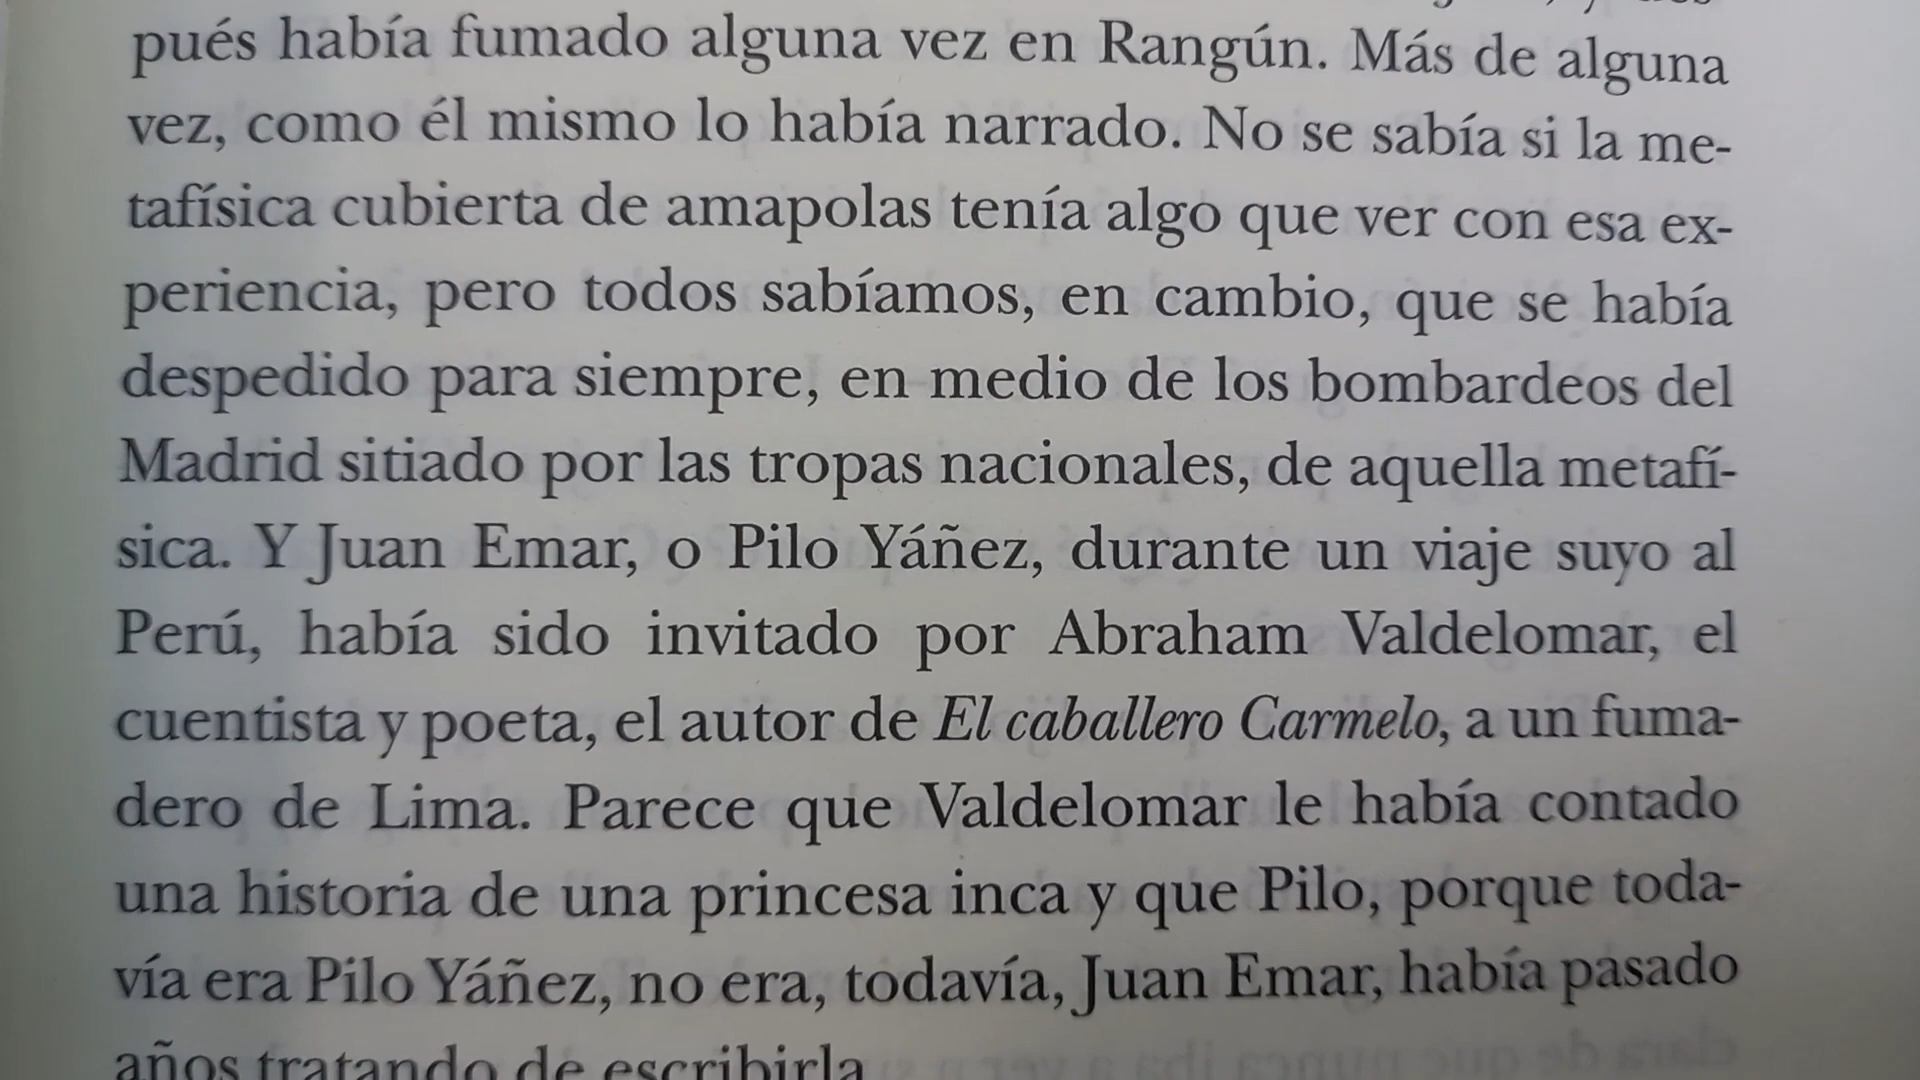 pués había fumado alguna vez en Rangún. Más de alguna
vez, como él mismo lo había narrado. No se sabía si la me-
tafísica cubierta de amapolas tenía algo que ver con esa ex-
periencia, pero todos sabíamos, en cambio, que se había
despedido para siempre, en medio de los bombardeos del
Madrid sitiado por las tropas nacionales, de aquella metafí-
sica. Y Juan Emar, o Pilo Yáñez, durante un viaje suyo al
Perú, había sido invitado por Abraham Valdelomar, el
cuentista y poeta, el autor de El caballero Carmelo, a un fuma-
dero de Lima. Parece que Valdelomar le había contado
una historia de una princesa inca y que Pilo, porque toda-
vía era Pilo Yáñez, no era, todavía, Juan Emar, había pasado
años tratando de escribirla